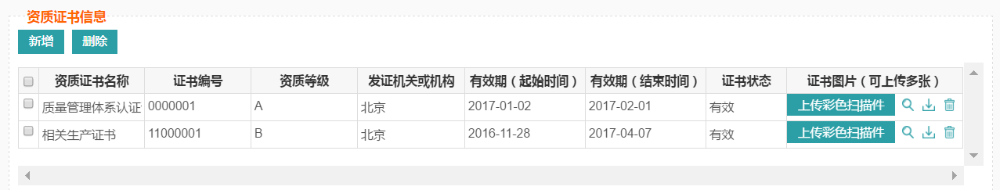 资质证书信息
新增 删除
资质证书名称 证书编号 资质等级 发证机关或机构 有效期（起始时间） 有效期（结束时间） 证书状态 证书图片（可上传多张）
质量管理体系认证 0000001 A 北京 2017-01-02 2017-02-01 有效 上传彩色扫描件
相关生产证书 11000001 B 北京 2016-11-28 2017-04-07 有效 上传彩色扫描件